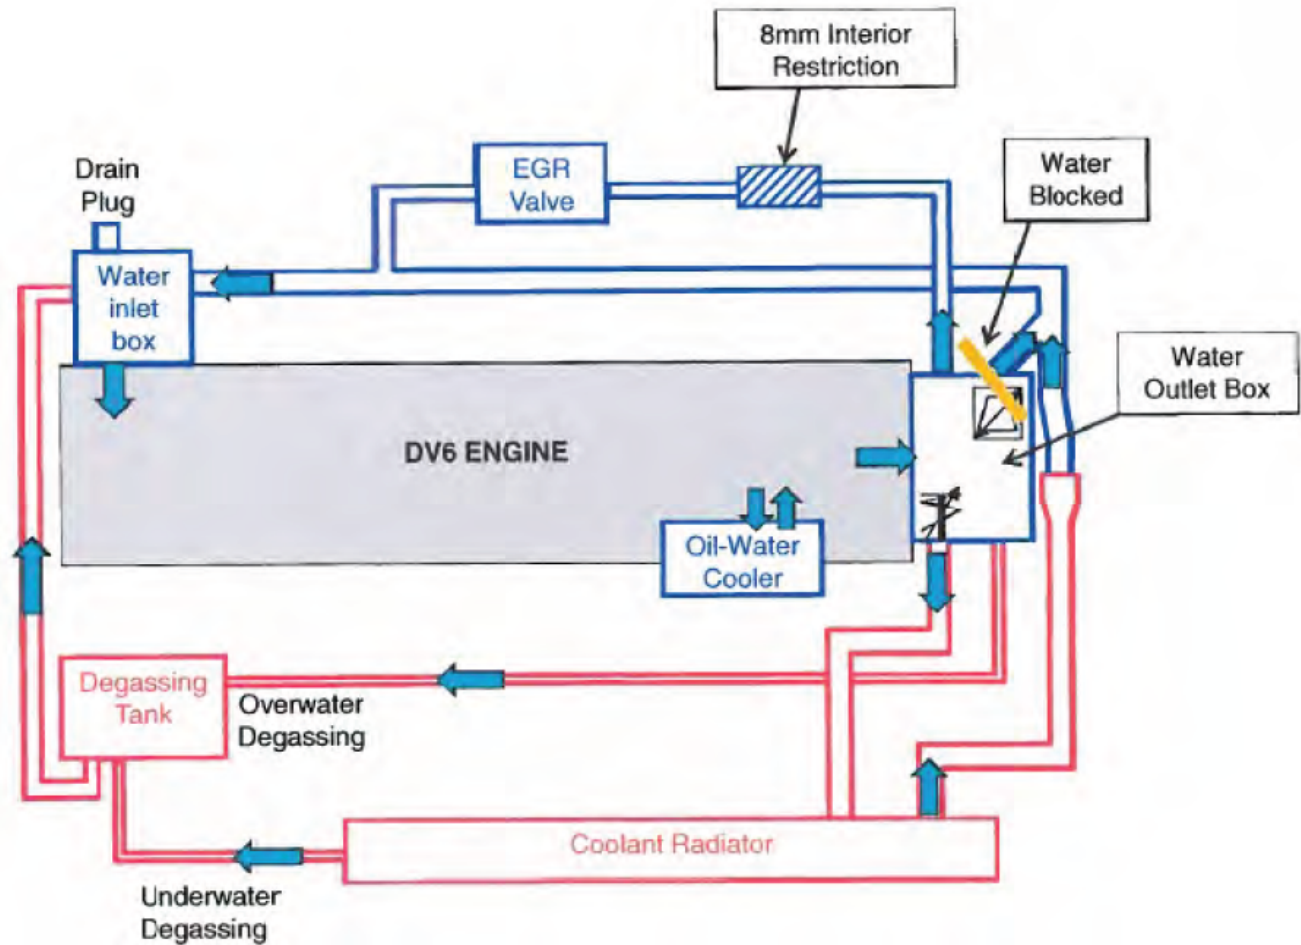 8mm Interior
Restriction
Drain
Plug
EGR
Valve
Water
Blocked
Water
inlet
box
Water
Outlet Box
DV6 ENGINE
Oil-Water
Cooler
Degassing
Tank
Overwater
Degassing
Coolant Radiator
Underwater
Degassing